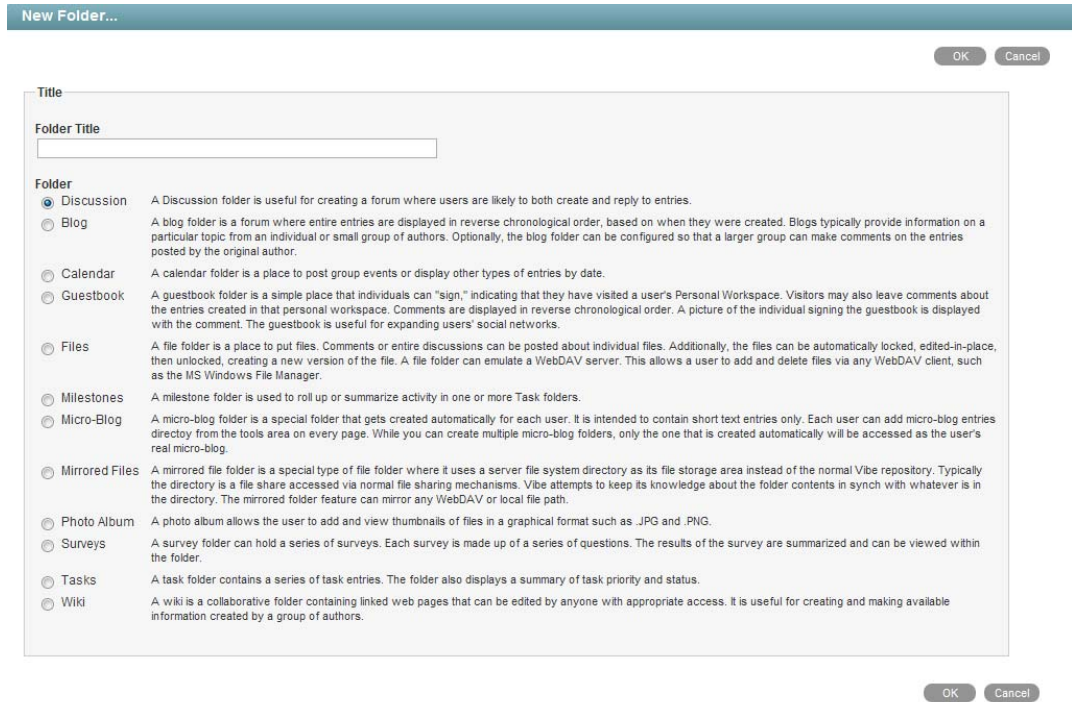 New Folder...
OK Cancel
Title
Folder Title
Folder
Discussion A Discussion folder is useful for creating a forum where users are likely to both create and reply to entries.
Blog A blog folder is a forum where entire entries are displayed in reverse chronological order, based on when they were created. Blogs typically provide information on a
particular topic from an individual or small group of authors. Optionally, the blog folder can be configured so that a larger group can make comments on the entries
posted by the original author.
Calendar A calendar folder is a place to post group events or display other types of entries by date.
Guestbook A guestbook folder is a simple place that individuals can "sign," indicating that they have visited a user's Personal Workspace. Visitors may also leave comments about
the entries created in that personal workspace. Comments are displayed in reverse chronological order. A picture of the individual signing the guestbook is displayed
with the comment. The guestbook is useful for expanding users' social networks.
Files A file folder is a place to put files. Comments or entire discussions can be posted about individual files. Additionally, the files can be automatically locked, edited-in-place,
then unlocked, creating a new version of the file. A file folder can emulate a WebDAV server. This allows a user to add and delete files via any WebDAV client, such
as the MS Windows File Manager.
Milestones A milestone folder is used to roll up or summarize activity in one or more Task folders.
Micro-Blog A micro-blog folder is a special folder that gets created automatically for each user. It is intended to contain short text entries only. Each user can add micro-blog entries
directoy from the tools area on every page. While you can create multiple micro-blog folders, only the one that is created automatically will be accessed as the user's
real micro-blog.
Mirrored Files A mirrored file folder is a special type of file folder where it uses a server file system directory as its file storage area instead of the normal Vibe repository. Typically
the directory is a file share accessed via normal file sharing mechanisms. Vibe attempts to keep its knowledge about the folder contents in synch with whatever is in
the directory. The mirrored folder feature can mirror any WebDAV or local file path.
Photo Album A photo album allows the user to add and view thumbnails of files in a graphical format such as .JPG and .PNG.
Surveys A survey folder can hold a series of surveys. Each survey is made up of a series of questions. The results of the survey are summarized and can be viewed within
the folder.
Tasks A task folder contains a series of task entries. The folder also displays a summary of task priority and status.
Wiki A wiki is a collaborative folder containing linked web pages that can be edited by anyone with appropriate access. It is useful for creating and making available
information created by a group of authors.
OK Cancel